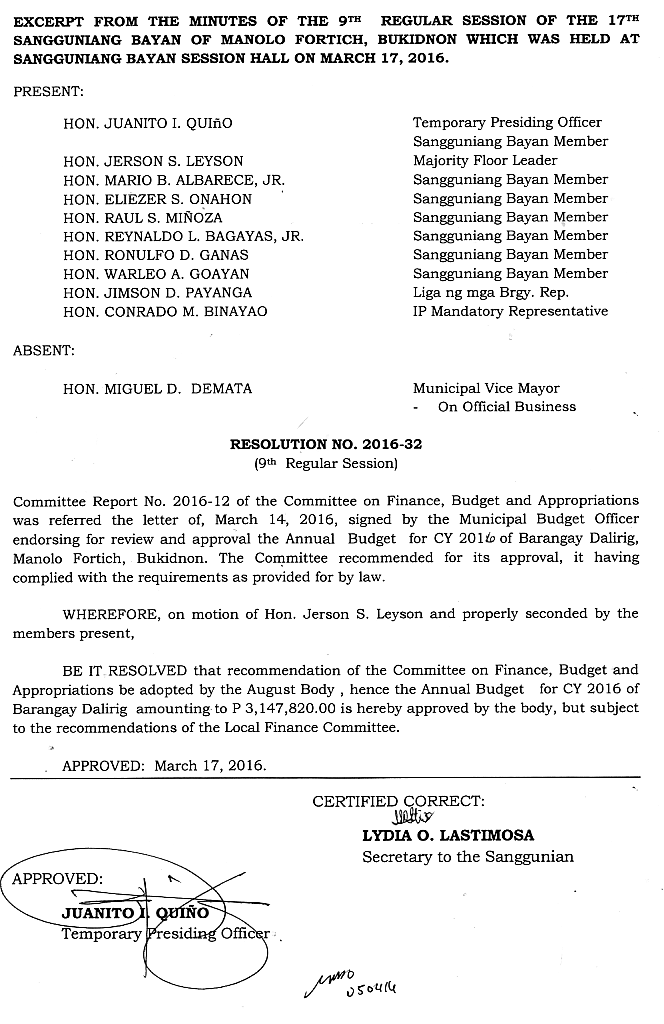 EXCERPT FROM THE MINUTES OF THE 9TH REGULAR SESSION OF THE 17TH
SANGGUNIANG BAYAN OF MANOLO FORTICH, BUKIDNON WHICH WAS HELD AT
SANGGUNIANG BAYAN SESSION HALL ON MARCH 17, 2016.
PRESENT:
HON. JUANITO I. QUIñO Temporary Presiding Officer
Sangguniang Bayan Member
HON. JERSON S. LEYSON Majority Floor Leader
HON. MARIO B. ALBARECE, JR. Sangguniang Bayan Member
HON. ELIEZER S. ONAHON Sangguniang Bayan Member
HON. RAUL S. MIÑOZA Sangguniang Bayan Member
HON. REYNALDO L. BAGAYAS, JR. Sangguniang Bayan Member
HON. RONULFO D. GANAS Sangguniang Bayan Member
HON. WARLEO A. GOAYAN Sangguniang Bayan Member
HON. JIMSON D. PAYANGA Liga ng mga Brgy. Rep.
HON. CONRADO M. BINAYAO IP Mandatory Representative
ABSENT:
HON. MIGUEL D. DEMATA Municipal Vice Mayor
- On Official Business
RESOLUTION NO. 2016-32
(9th Regular Session)
Committee Report No. 2016-12 of the Committee on Finance, Budget and Appropriations
was referred the letter of, March 14, 2016, signed by the Municipal Budget Officer
endorsing for review and approval the Annual Budget for CY 2016 of Barangay Dalirig,
Manolo Fortich, Bukidnon. The Committee recommended for its approval, it having
complied with the requirements as provided for by law.
WHEREFORE, on motion of Hon. Jerson S. Leyson and properly seconded by the
members present,
BE IT RESOLVED that recommendation of the Committee on Finance, Budget and
Appropriations be adopted by the August Body , hence the Annual Budget for CY 2016 of
Barangay Dalirig amounting to P 3,147,820.00 is hereby approved by the body, but subject
to the recommendations of the Local Finance Committee.
APPROVED: March 17, 2016.
CERTIFIED CORRECT:
LYDIA O. LASTIMOSA
Secretary to the Sanggunian
APPROVED:
JUANITO I. QUIÑO
Temporary Presiding Officer
050414